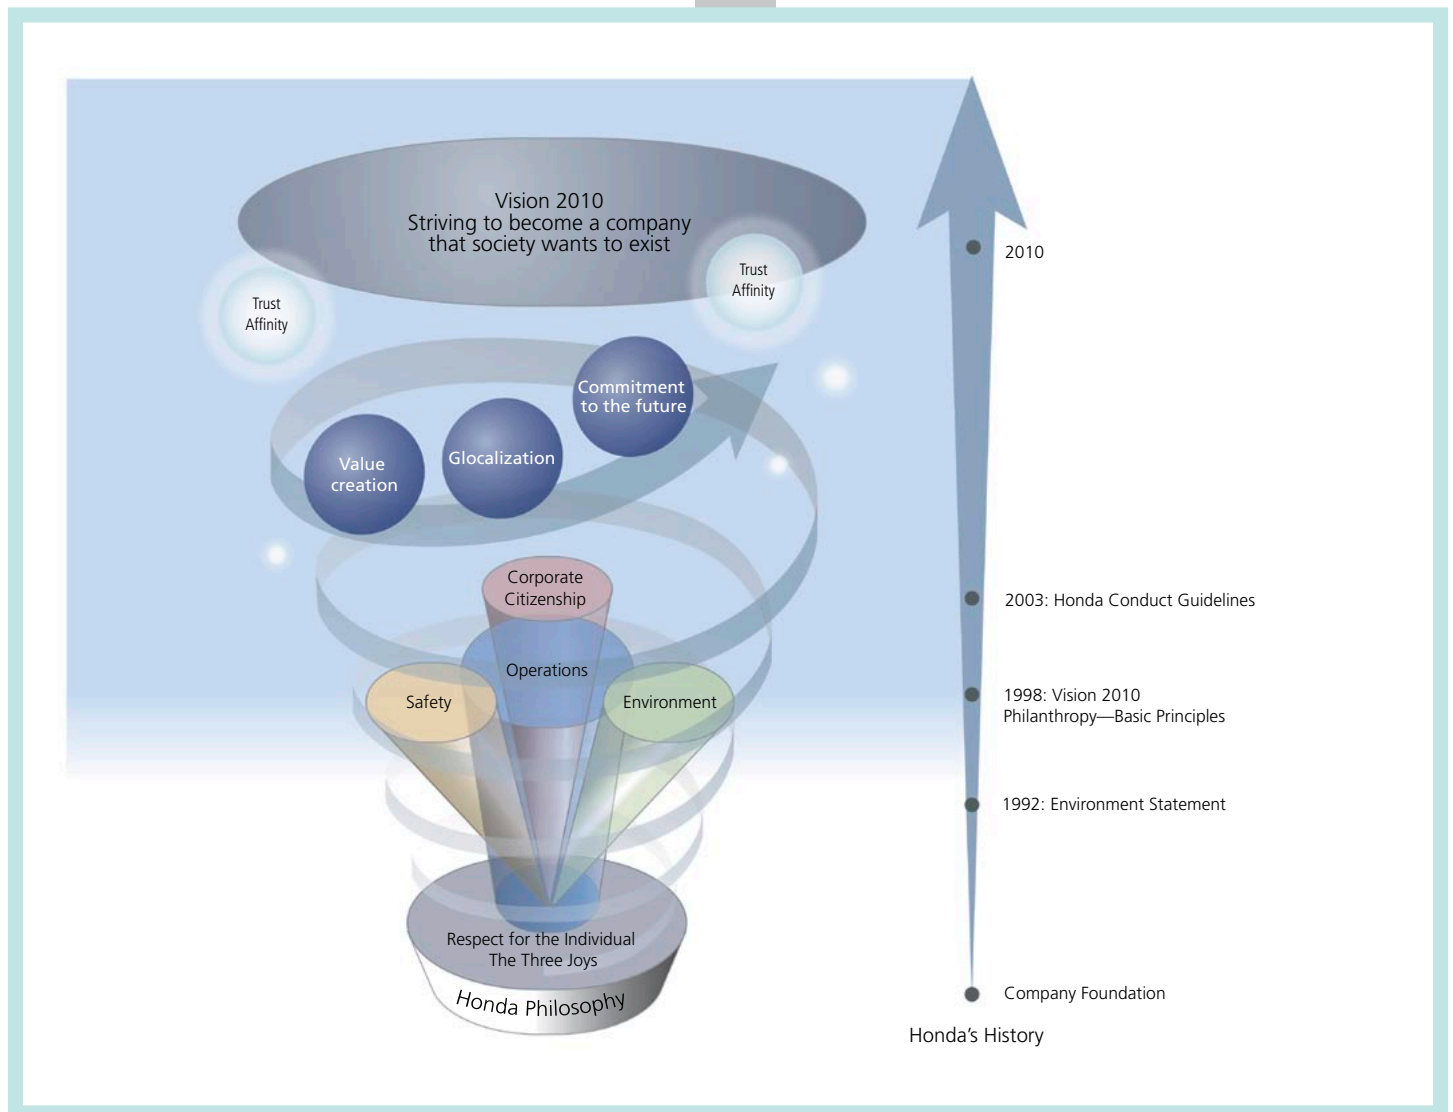 Vision 2010
Striving to become a company
that society wants to exist
Trust
Affinity
Trust
Affinity
Commitment
to the future
Glocalization
Value
creation
Corporate
Citizenship
Operations
Safety
Environment
Respect for the Individual
The Three Joys
Honda Philosophy
2010
2003: Honda Conduct Guidelines
1998: Vision 2010
Philanthropy—Basic Principles
1992: Environment Statement
Company Foundation
Honda’s History